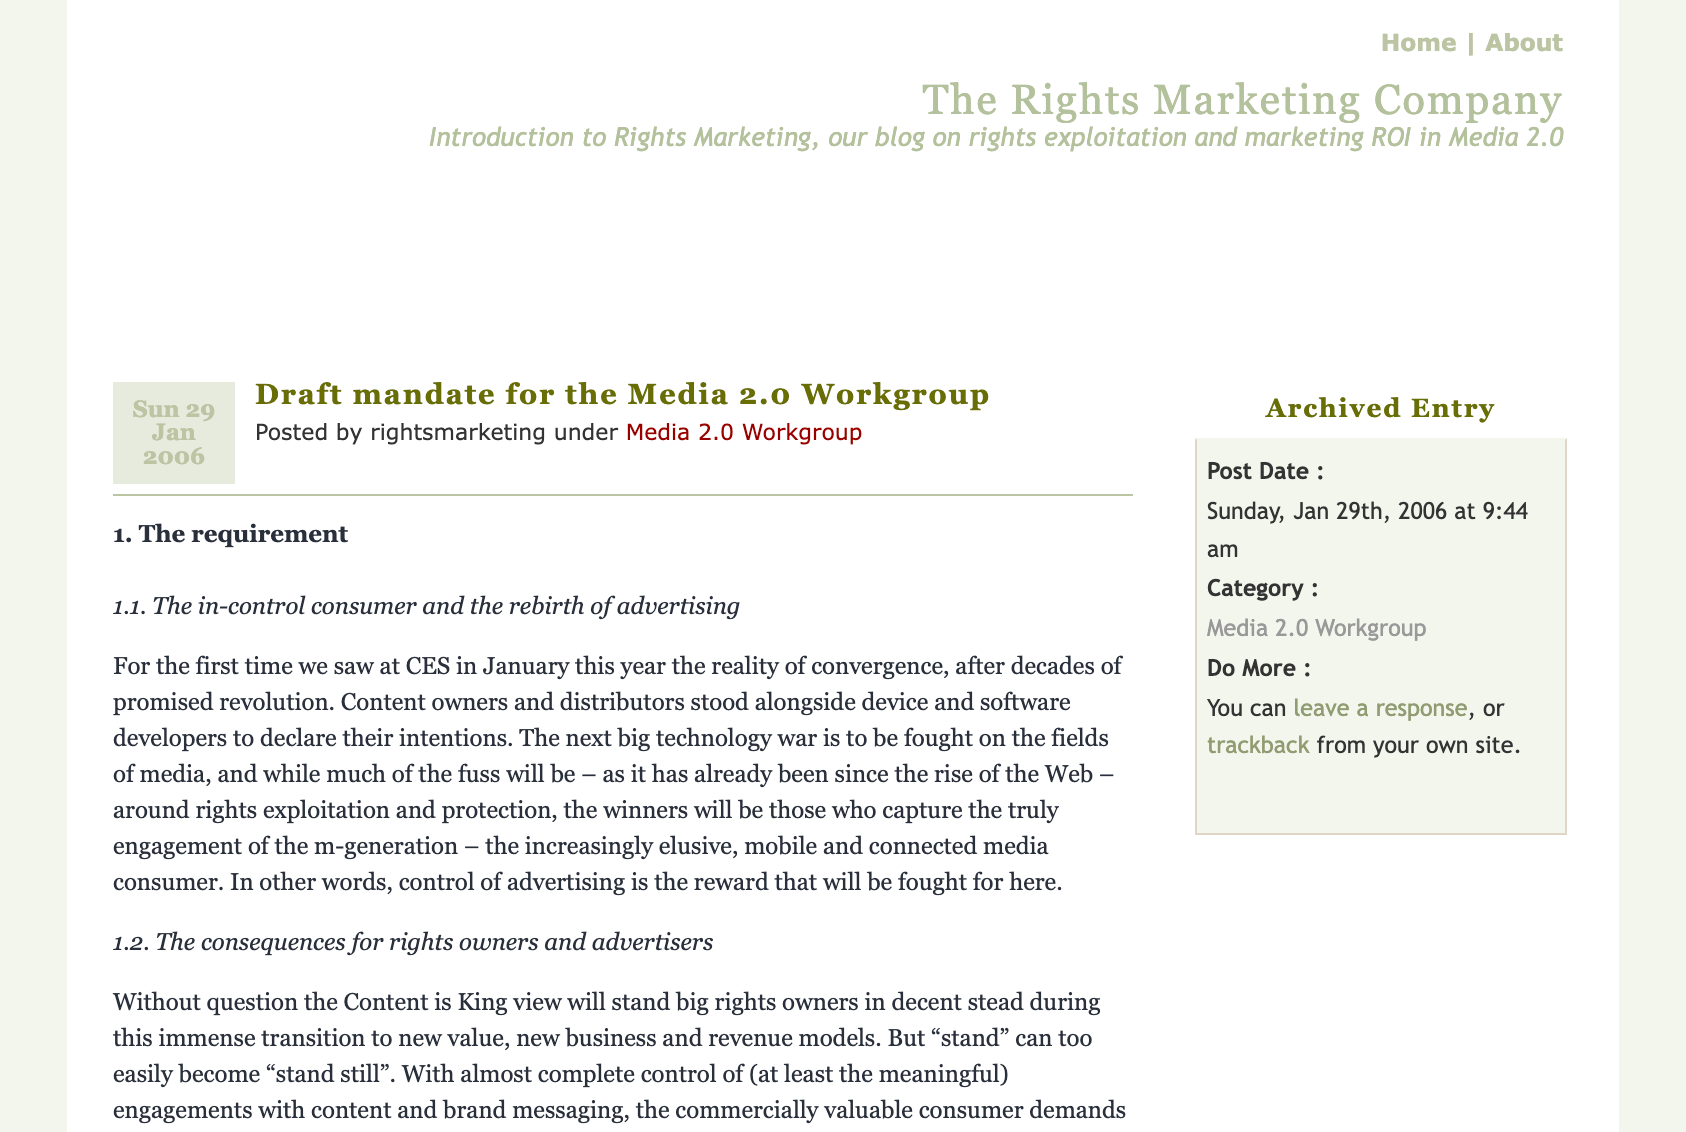 Home | About
The Rights Marketing Company
Introduction to Rights Marketing, our blog on rights exploitation and marketing ROI in Media 2.0
Sun 29
Jan
2006
Draft mandate for the Media 2.0 Workgroup
Posted by rightsmarketing under Media 2.0 Workgroup
1. The requirement
1.1. The in-control consumer and the rebirth of advertising
For the first time we saw at CES in January this year the reality of convergence, after decades of
promised revolution. Content owners and distributors stood alongside device and software
developers to declare their intentions. The next big technology war is to be fought on the fields
of media, and while much of the fuss will be – as it has already been since the rise of the Web –
around rights exploitation and protection, the winners will be those who capture the truly
engagement of the m-generation – the increasingly elusive, mobile and connected media
consumer. In other words, control of advertising is the reward that will be fought for here.
1.2. The consequences for rights owners and advertisers
Without question the Content is King view will stand big rights owners in decent stead during
this immense transition to new value, new business and revenue models. But “stand” can too
easily become “stand still”. With almost complete control of (at least the meaningful)
engagements with content and brand messaging, the commercially valuable consumer demands
Archived Entry
Post Date :
Sunday, Jan 29th, 2006 at 9:44
am
Category :
Media 2.0 Workgroup
Do More :
You can leave a response, or
trackback from your own site.